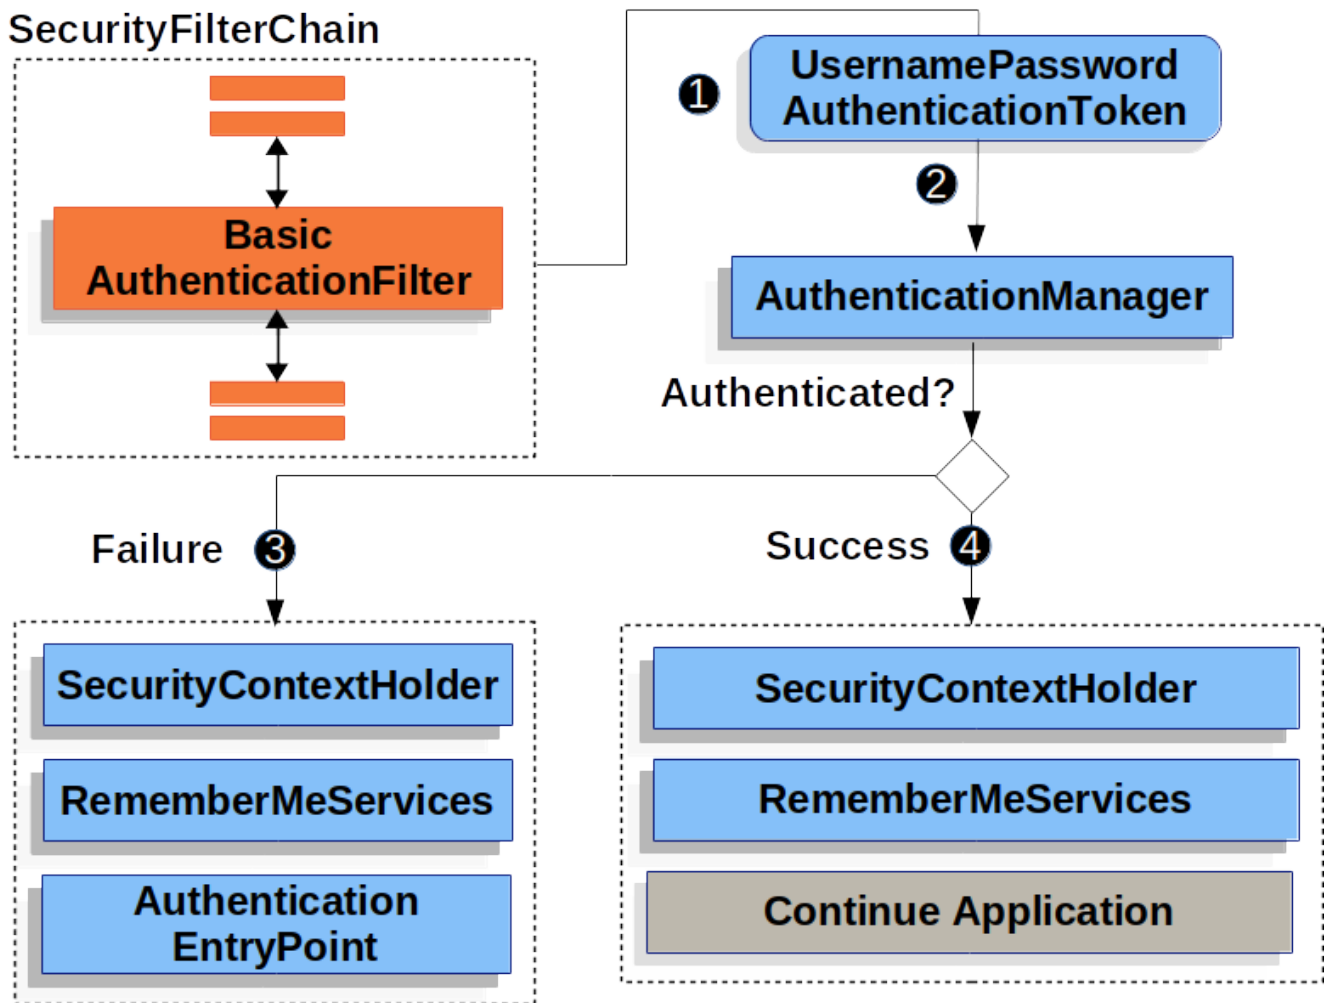 SecurityFilterChain
Basic
AuthenticationFilter
1
UsernamePassword
AuthenticationToken
2
AuthenticationManager
Authenticated?
Failure 3
Success 4
SecurityContextHolder
RememberMeServices
Authentication
EntryPoint
SecurityContextHolder
RememberMeServices
Continue Application